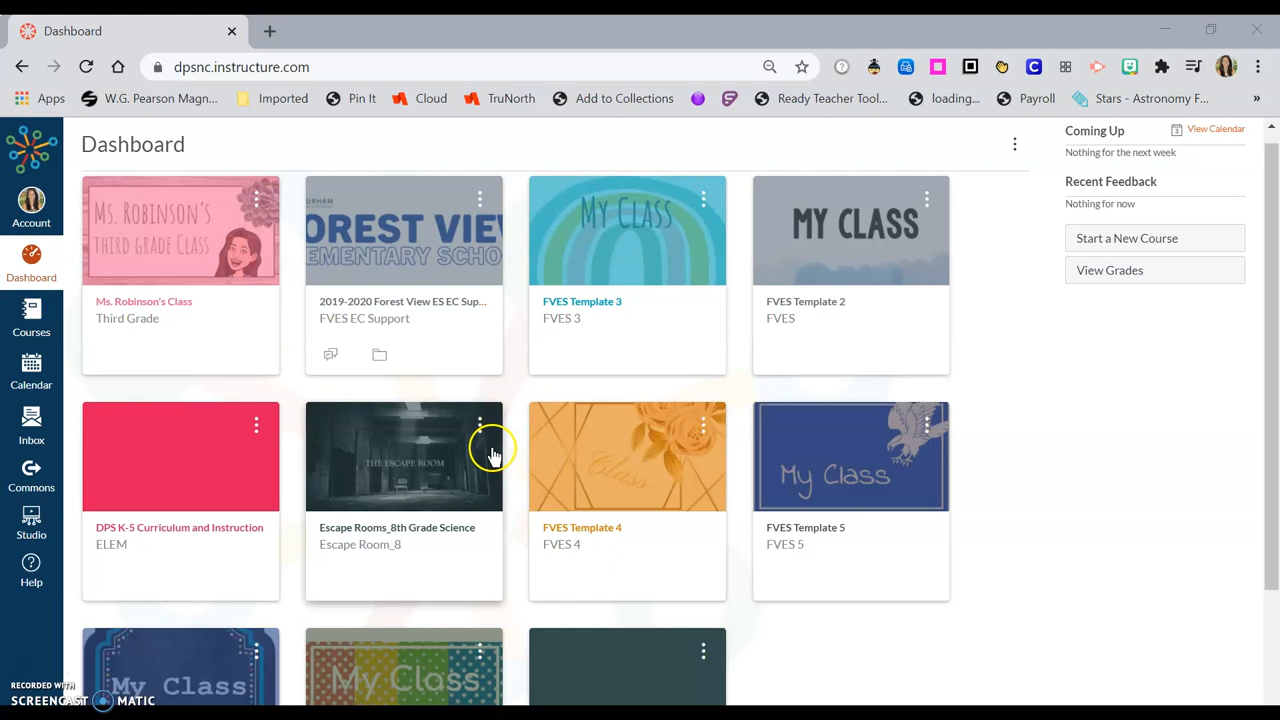 Dashboard
dpsnc.instructure.com
Apps
W.G. Pearson Magn...
Imported
Pin It
Cloud
TruNorth
Add to Collections
Ready Teacher Tool...
loading...
Payroll
Stars - Astronomy F...
»
Account
Dashboard
Courses
Calendar
Inbox
Commons
Studio
Help
Dashboard
Ms. Robinson's
third grade Class
Ms. Robinson's Class
Third Grade
DURHAM
FOREST VIEW
ELEMENTARY SCHO
2019-2020 Forest View ES EC Sup...
FVES EC Support
My Class
FVES Template 3
FVES 3
MY CLASS
FVES Template 2
FVES
DPS K-5 Curriculum and Instruction
ELEM
THE ESCAPE ROOM
Escape Rooms_8th Grade Science
Escape Room_8
Class
FVES Template 4
FVES 4
My Class
FVES Template 5
FVES 5
My Class
My Class
Coming Up
View Calendar
Nothing for the next week
Recent Feedback
Nothing for now
Start a New Course
View Grades
RECORDED WITH
SCREENCAST MATIC